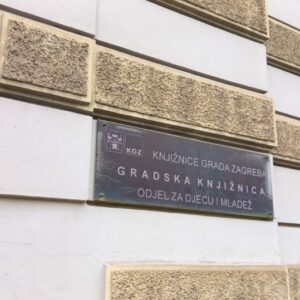 KGZ
KNJIŽNICE GRADA ZAGREBA
GRADSKA KNJIŽNICA
ODJEL ZA DJECU I MLADEŽ